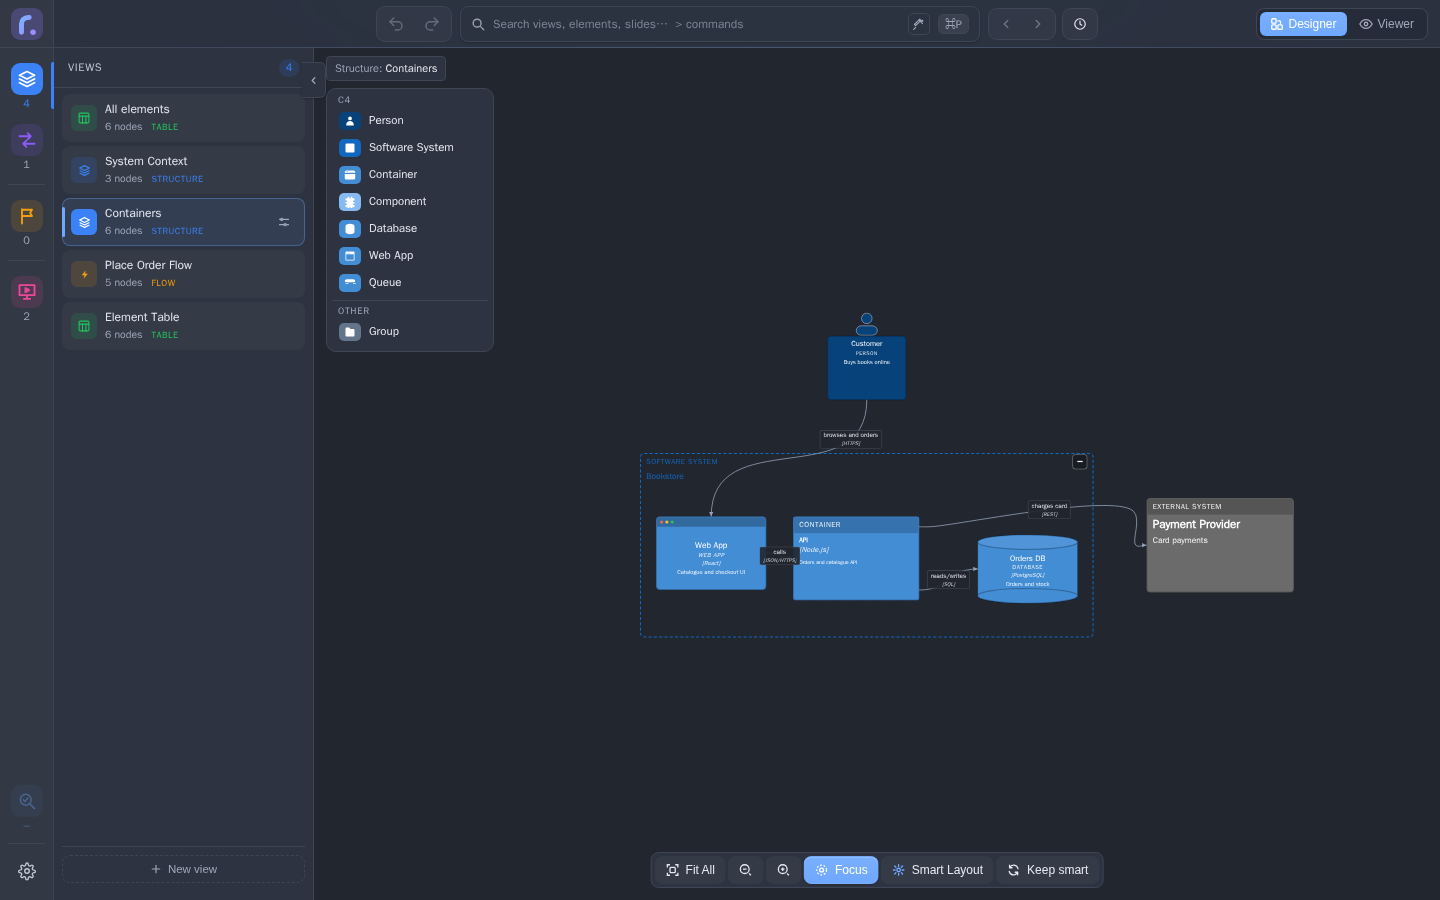 Search views, elements, slides··· > commands
⌘P
Designer
Viewer
4
1
0
2
–
VIEWS
4
All elements
6 nodes TABLE
System Context
3 nodes STRUCTURE
Containers
6 nodes STRUCTURE
Place Order Flow
5 nodes FLOW
Element Table
6 nodes TABLE
New view
Structure: Containers
C4
Person
Software System
Container
Component
Database
Web App
Queue
OTHER
Group
Customer
PERSON
Buys books online
browses and orders
[HTTPS]
SOFTWARE SYSTEM
Bookstore
Web App
WEB APP
[React]
Catalogue and checkout UI
calls
[JSON/HTTPS]
CONTAINER
API
[Node.js]
Orders and catalogue API
charges card
[REST]
reads/writes
[SQL]
Orders DB
DATABASE
[PostgreSQL]
Orders and stock
EXTERNAL SYSTEM
Payment Provider
Card payments
Fit All
Focus
Smart Layout
Keep smart